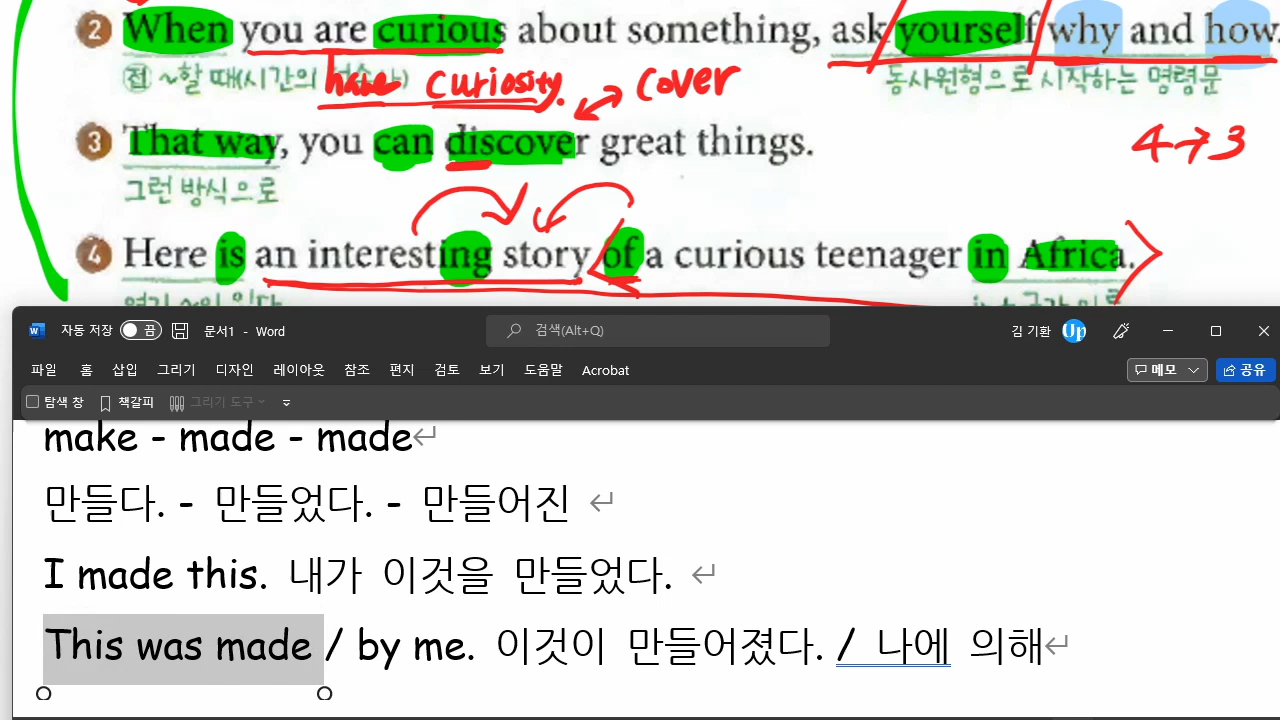 2 When you are curious about something, ask yourself why and how.
접 ~할 때(시간의
동사원형으로 시작하는 명령문
have curiosity. cover
3 That way, you can discover great things.
4→3
그런 방식으로
4 Here is an interesting story of a curious teenager in Africa.
자동 저장 끔 문서1 - Word 검색(Alt+Q) 김 기환 Up
파일 홈 삽입 그리기 디자인 레이아웃 참조 편지 검토 보기 도움말 Acrobat 메모 공유
탐색 창 책갈피 그리기 도구
make - made - made
만들다. - 만들었다. - 만들어진
I made this. 내가 이것을 만들었다.
This was made / by me. 이것이 만들어졌다. / 나에 의해